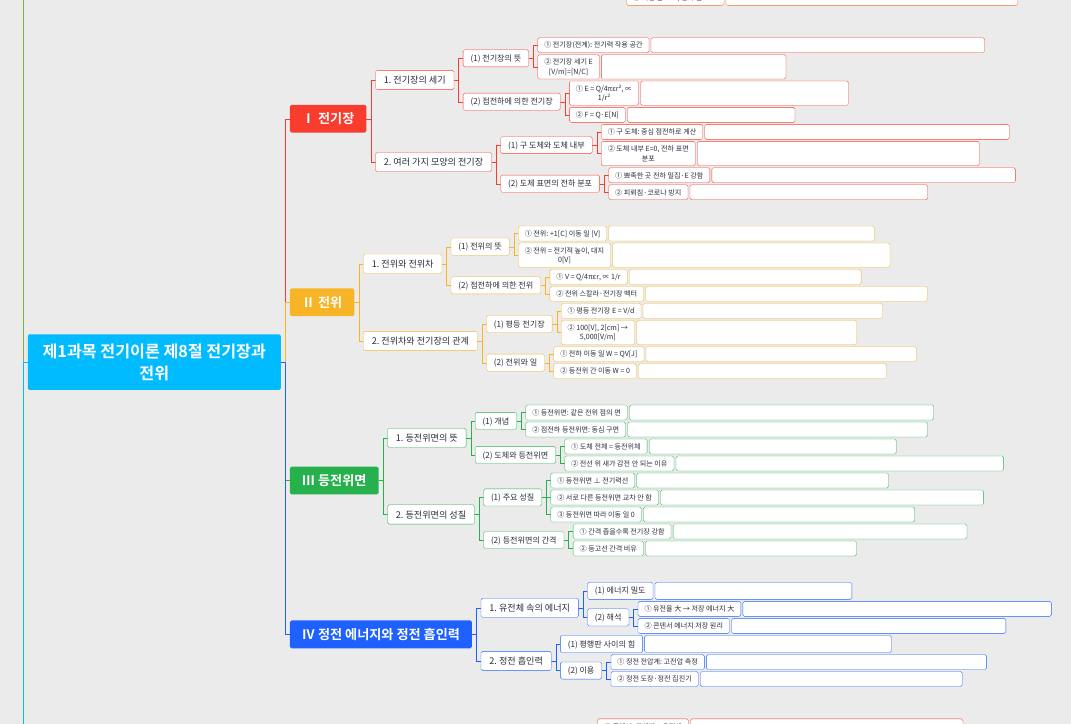 제1과목 전기이론 제8절 전기장과
전위
Ⅰ 전기장
1. 전기장의 세기
(1) 전기장의 뜻
① 전기장(전계): 전기력 작용 공간
② 전기장 세기 E
[V/m]=[N/C]
(2) 점전하에 의한 전기장
① E = Q/4πεr², ∝
1/r²
② F = Q·E[N]
2. 여러 가지 모양의 전기장
(1) 구 도체와 도체 내부
① 구 도체: 중심 점전하로 계산
② 도체 내부 E=0, 전하 표면
분포
(2) 도체 표면의 전하 분포
① 뾰족한 곳 전하 밀집·E 강함
② 피뢰침·코로나 방지
Ⅱ 전위
1. 전위와 전위차
(1) 전위의 뜻
① 전위: +1[C] 이동 일 [V]
② 전위 = 전기적 높이, 대지
0[V]
(2) 점전하에 의한 전위
① V = Q/4πεr, ∝ 1/r
② 전위 스칼라·전기장 벡터
2. 전위차와 전기장의 관계
(1) 평등 전기장
① 평등 전기장 E = V/d
② 100[V], 2[cm] →
5,000[V/m]
(2) 전위와 일
① 전하 이동 일 W = QV[J]
② 등전위 간 이동 W = 0
Ⅲ 등전위면
1. 등전위면의 뜻
(1) 개념
① 등전위면: 같은 전위 점의 면
② 점전하 등전위면: 동심 구면
(2) 도체와 등전위면
① 도체 전체 = 등전위체
② 전선 위 새가 감전 안 되는 이유
2. 등전위면의 성질
(1) 주요 성질
① 등전위면 ⊥ 전기력선
② 서로 다른 등전위면 교차 안 함
③ 등전위면 따라 이동 일 0
(2) 등전위면의 간격
① 간격 좁을수록 전기장 강함
② 등고선 간격 비유
Ⅳ 정전 에너지와 정전 흡인력
1. 유전체 속의 에너지
(1) 에너지 밀도
(2) 해석
① 유전율 大 → 저장 에너지 大
② 콘덴서 에너지 저장 원리
2. 정전 흡인력
(1) 평행판 사이의 힘
(2) 이용
① 정전 전압계: 고전압 측정
② 정전 도장·정전 집진기